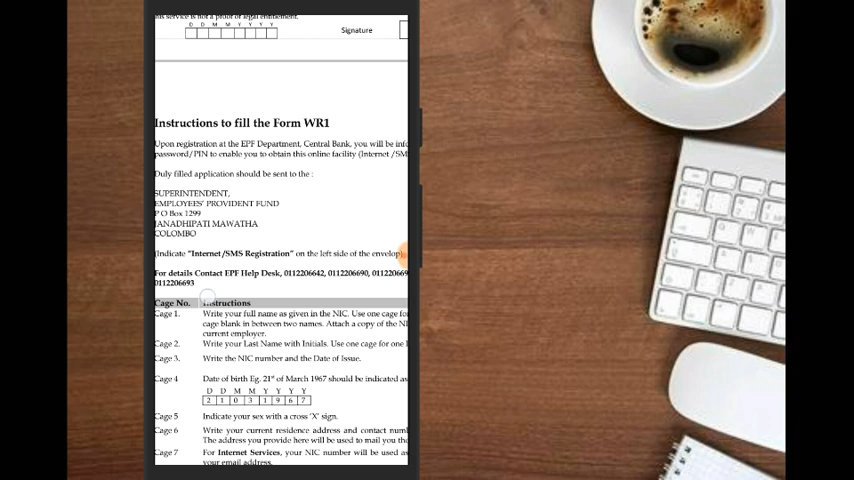 his service is not a proof of legal entitlement.
D D M M Y Y Y Y
Signature
Instructions to fill the Form WR1
Upon registration at the EPF Department, Central Bank, you will be info
password/PIN to enable you to obtain this online facility (Internet /SM
Duly filled application should be sent to the :
SUPERINTENDENT,
EMPLOYEES' PROVIDENT FUND
P O Box 1299
JANADHIPATI MAWATHA
COLOMBO
(Indicate "Internet/SMS Registration" on the left side of the envelop)
For details Contact EPF Help Desk, 0112206642, 0112206690, 01122066
0112206693
Cage No. Instructions
Cage 1. Write your full name as given in the NIC. Use one cage fo
cage blank in between two names. Attach a copy of the NI
current employer.
Cage 2. Write your Last Name with Initials. Use one cage for one l
Cage 3. Write the NIC number and the Date of Issue.
Cage 4 Date of birth Eg. 21st of March 1967 should be indicated as
D D M M Y Y Y Y
2 1 0 3 1 9 6 7
Cage 5 Indicate your sex with a cross 'X' sign.
Cage 6 Write your current residence address and contact num
The address you provide here will be used to mail you the
Cage 7 For Internet Services, your NIC number will be used as
your email address.